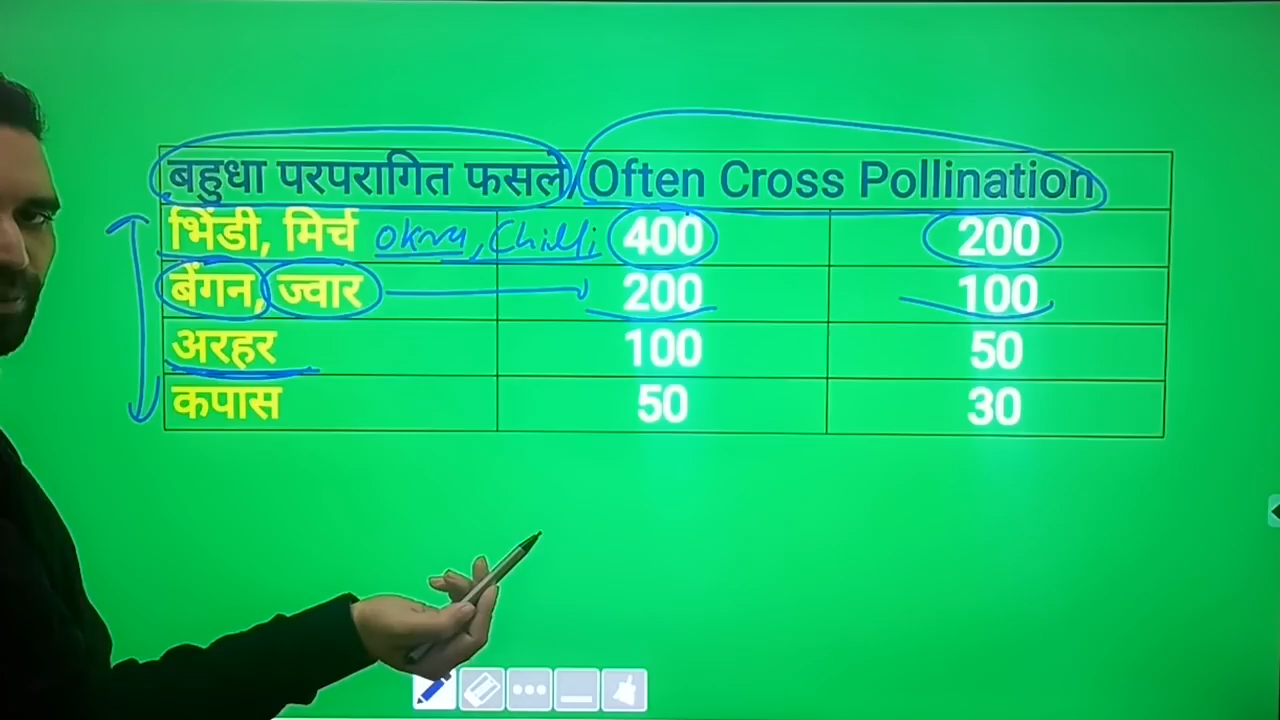 बहुधा परपरागित फसलें/Often Cross Pollination
भिंडी, मिर्च okra, Chilli 400 200
बैंगन, ज्वार 200 100
अरहर 100 50
कपास 50 30